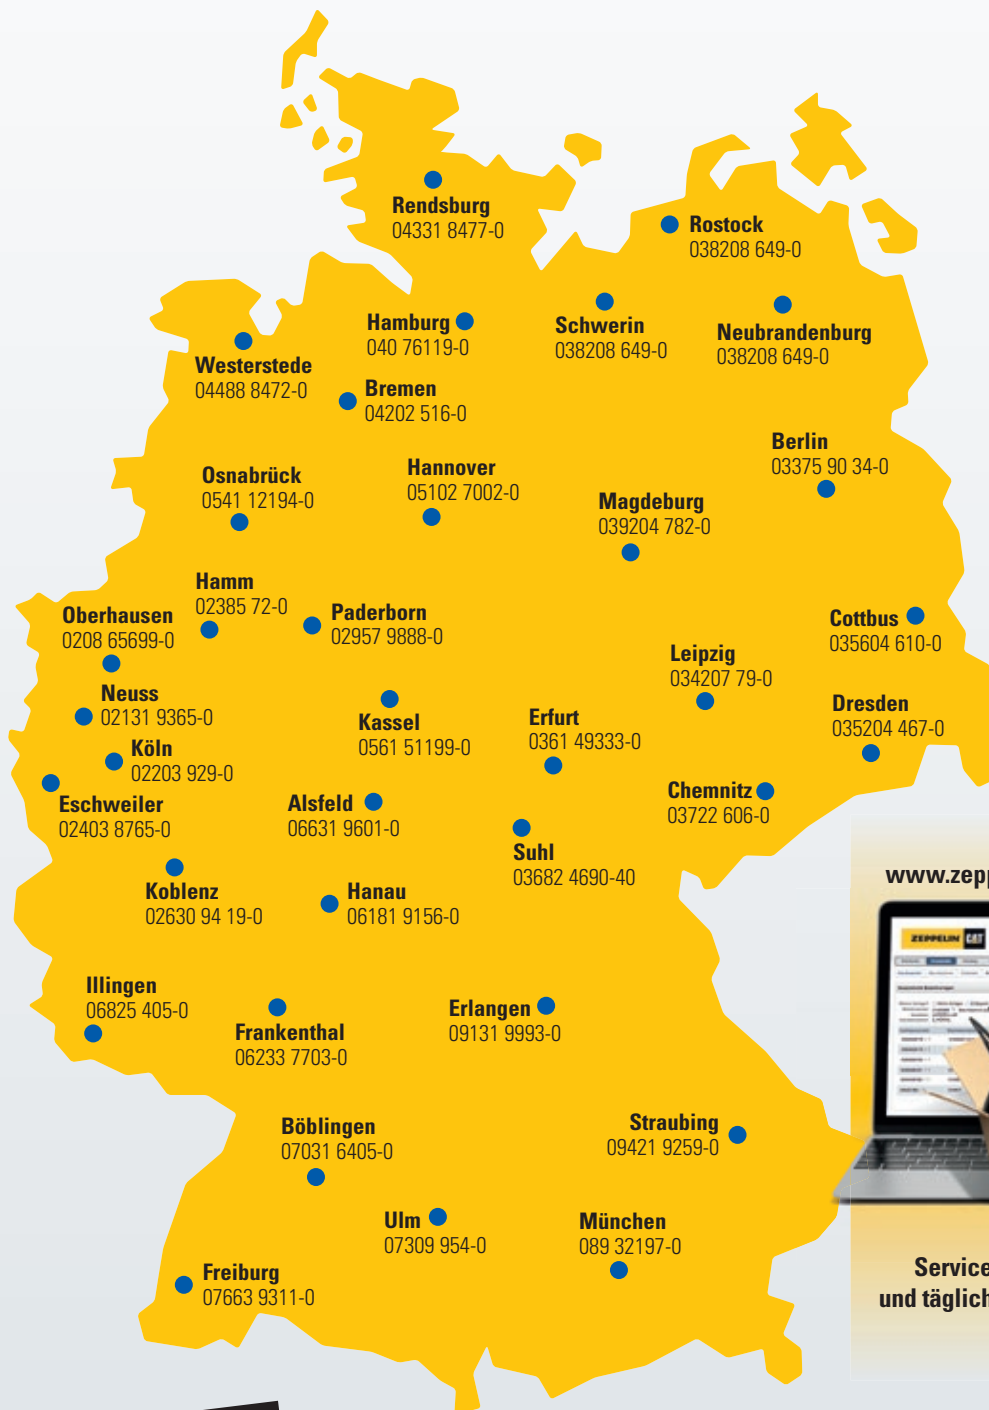 Rendsburg
04331 8477-0
Rostock
038208 649-0
Hamburg
040 76119-0
Schwerin
038208 649-0
Neubrandenburg
038208 649-0
Westerstede
04488 8472-0
Bremen
04202 516-0
Berlin
03375 90 34-0
Osnabrück
0541 12194-0
Hannover
05102 7002-0
Magdeburg
039204 782-0
Hamm
02385 72-0
Oberhausen
0208 65699-0
Paderborn
02957 9888-0
Cottbus
035604 610-0
Leipzig
034207 79-0
Neuss
02131 9365-0
Kassel
0561 51199-0
Erfurt
0361 49333-0
Dresden
035204 467-0
Köln
02203 929-0
Eschweiler
02403 8765-0
Alsfeld
06631 9601-0
Chemnitz
03722 606-0
Suhl
03682 4690-40
Koblenz
02630 94 19-0
Hanau
06181 9156-0
www.zepp
ZEPPELIN CAT
Illingen
06825 405-0
Frankenthal
06233 7703-0
Erlangen
09131 9993-0
Böblingen
07031 6405-0
Straubing
09421 9259-0
Ulm
07309 954-0
München
089 32197-0
Freiburg
07663 9311-0
Service
und täglich